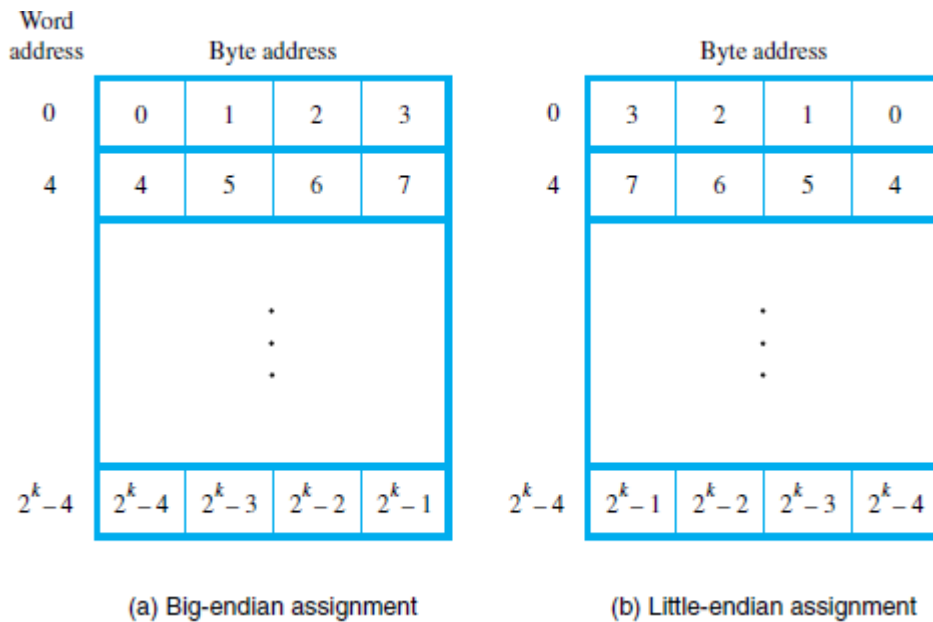 Word
address Byte address Byte address
0 0 1 2 3 0 3 2 1 0
4 4 5 6 7 4 7 6 5 4
2^k – 4 2^k – 4 2^k – 3 2^k – 2 2^k – 1 2^k – 4 2^k – 1 2^k – 2 2^k – 3 2^k – 4
(a) Big-endian assignment (b) Little-endian assignment